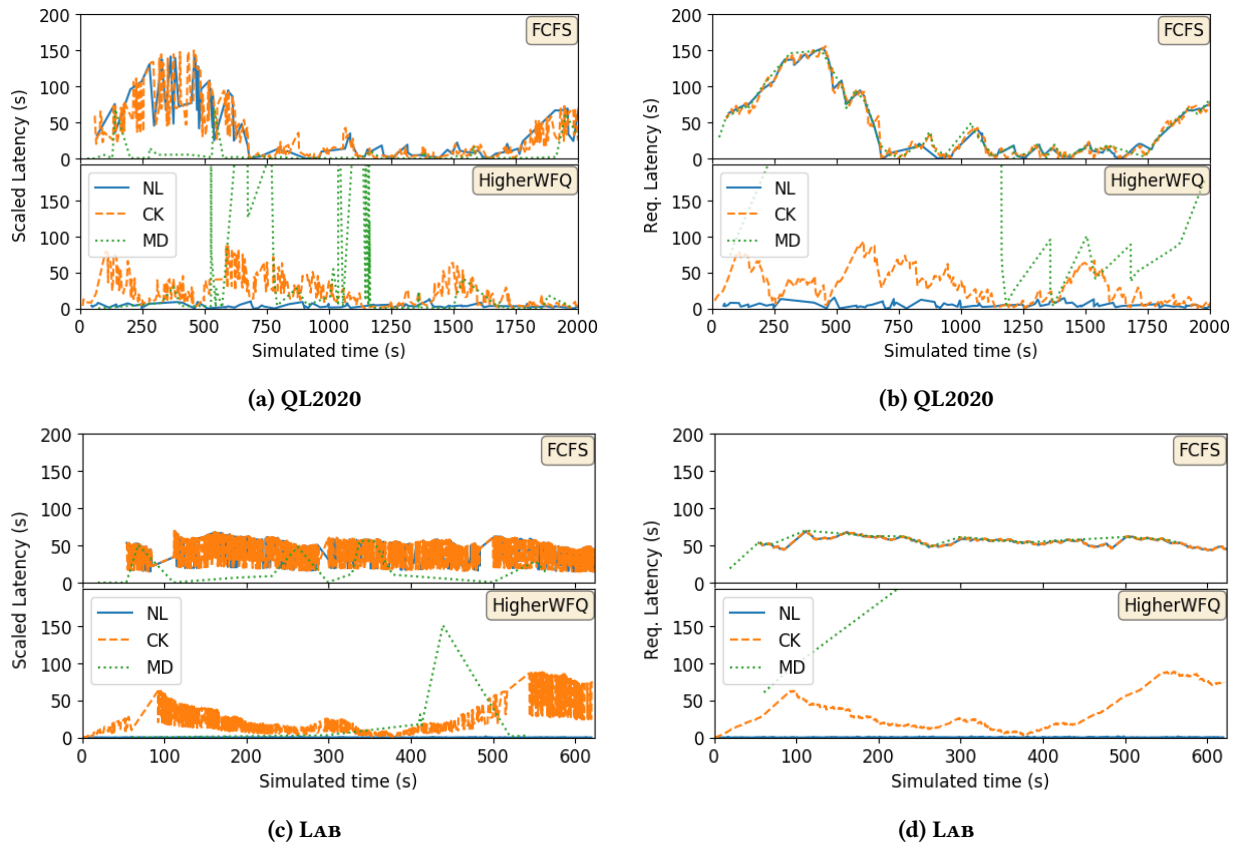 200
150
100
50
0
FCFS
Scaled Latency (s)
NL
CK
MD
HigherWFQ
150
100
50
0
0 250 500 750 1000 1250 1500 1750 2000
Simulated time (s)
(a) QL2020
200
150
100
50
0
FCFS
Req. Latency (s)
NL
CK
MD
HigherWFQ
150
100
50
0
0 250 500 750 1000 1250 1500 1750 2000
Simulated time (s)
(b) QL2020
200
150
100
50
0
FCFS
Scaled Latency (s)
NL
CK
MD
HigherWFQ
150
100
50
0
0 100 200 300 400 500 600
Simulated time (s)
(c) LAB
200
150
100
50
0
FCFS
Req. Latency (s)
NL
CK
MD
HigherWFQ
150
100
50
0
0 100 200 300 400 500 600
Simulated time (s)
(d) LAB